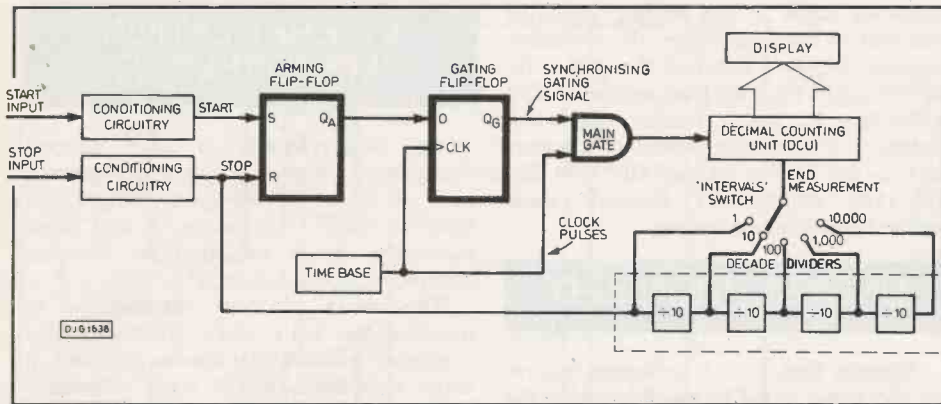 DISPLAY
ARMING
FLIP-FLOP
GATING
FLIP-FLOP
SYNCHRONISING
GATING
SIGNAL
START
INPUT
CONDITIONING
CIRCUITRY
START
S
QA
O
QG
MAIN
GATE
DECIMAL COUNTING
UNIT (DCU)
STOP
INPUT
CONDITIONING
CIRCUITRY
STOP
R
>CLK
'INTERVALS'
SWITCH
END
MEASUREMENT
1
10
100
1,000
10,000
CLOCK
PULSES
TIME BASE
DECADE DIVIDERS
÷10
÷10
÷10
÷10
DJG1638